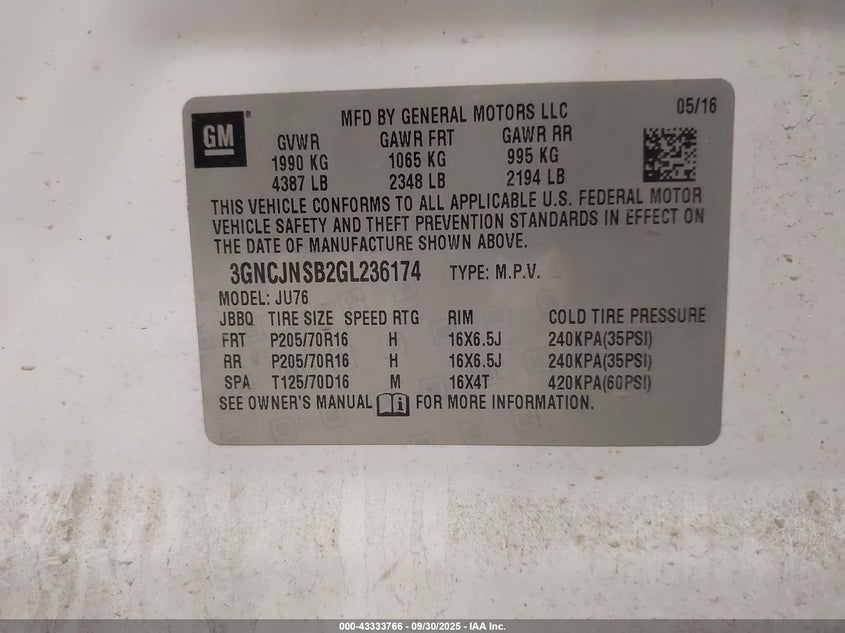 GM ®
MFD BY GENERAL MOTORS LLC 05/16
GVWR GAWR FRT GAWR RR
1990 KG 1065 KG 995 KG
4387 LB 2348 LB 2194 LB
THIS VEHICLE CONFORMS TO ALL APPLICABLE U.S. FEDERAL MOTOR
VEHICLE SAFETY AND THEFT PREVENTION STANDARDS IN EFFECT ON
THE DATE OF MANUFACTURE SHOWN ABOVE.
3GNCJNSB2GL236174 TYPE: M.P.V.
MODEL: JU76
JBBQ TIRE SIZE SPEED RTG RIM COLD TIRE PRESSURE
FRT P205/70R16 H 16X6.5J 240KPA(35PSI)
RR P205/70R16 H 16X6.5J 240KPA(35PSI)
SPA T125/70D16 M 16X4T 420KPA(60PSI)
SEE OWNER'S MANUAL i FOR MORE INFORMATION.
000-43333766 - 09/30/2025 - IAA Inc.